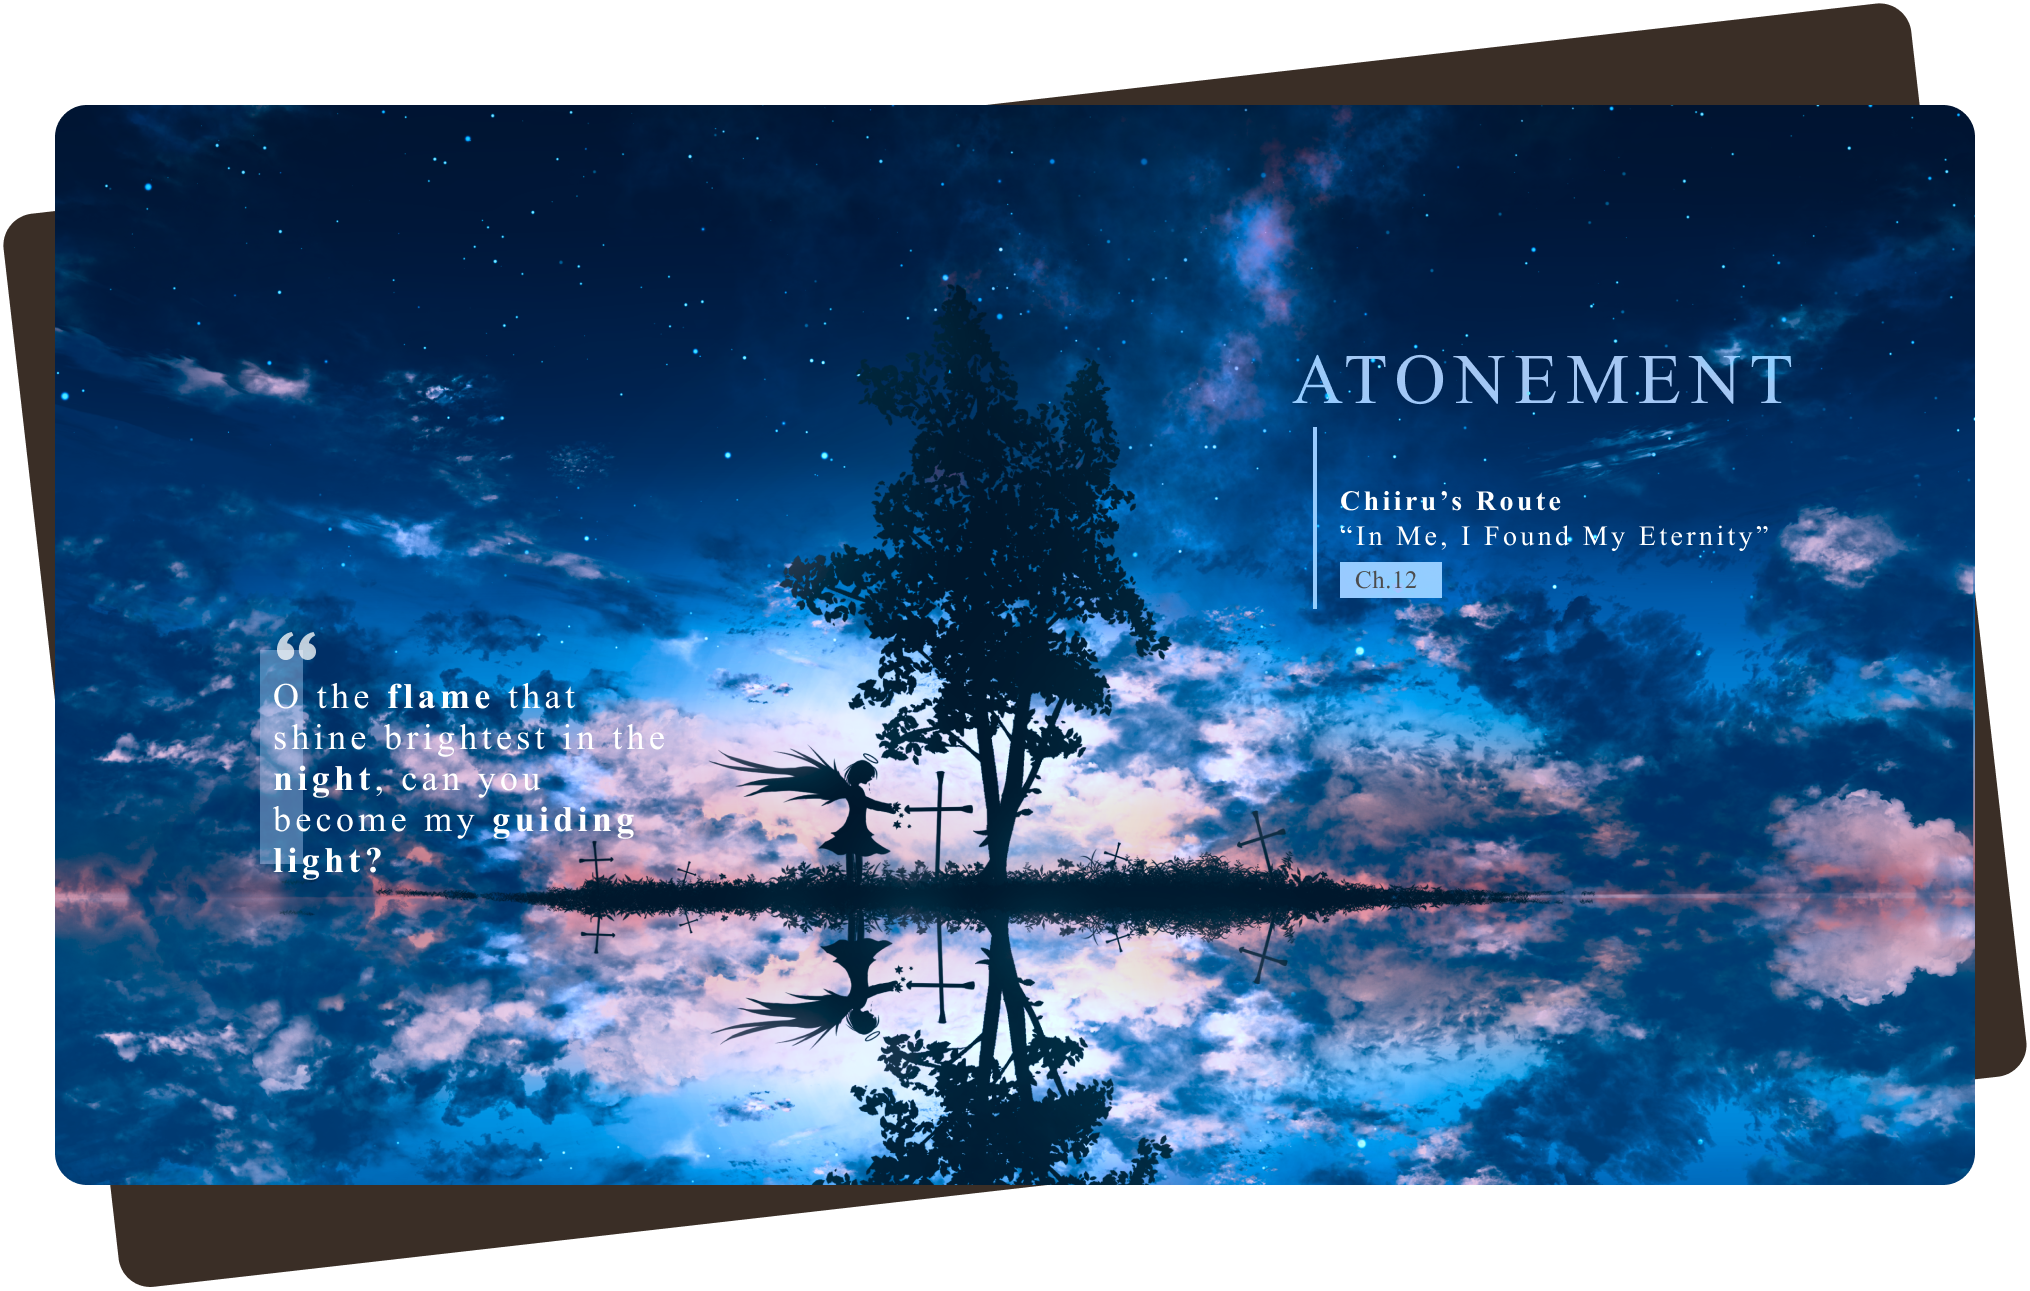 ATONEMENT
Chiiru’s Route
“In Me, I Found My Eternity”
Ch.12
“
O the flame that
shine brightest in the
night, can you
become my guiding
light?